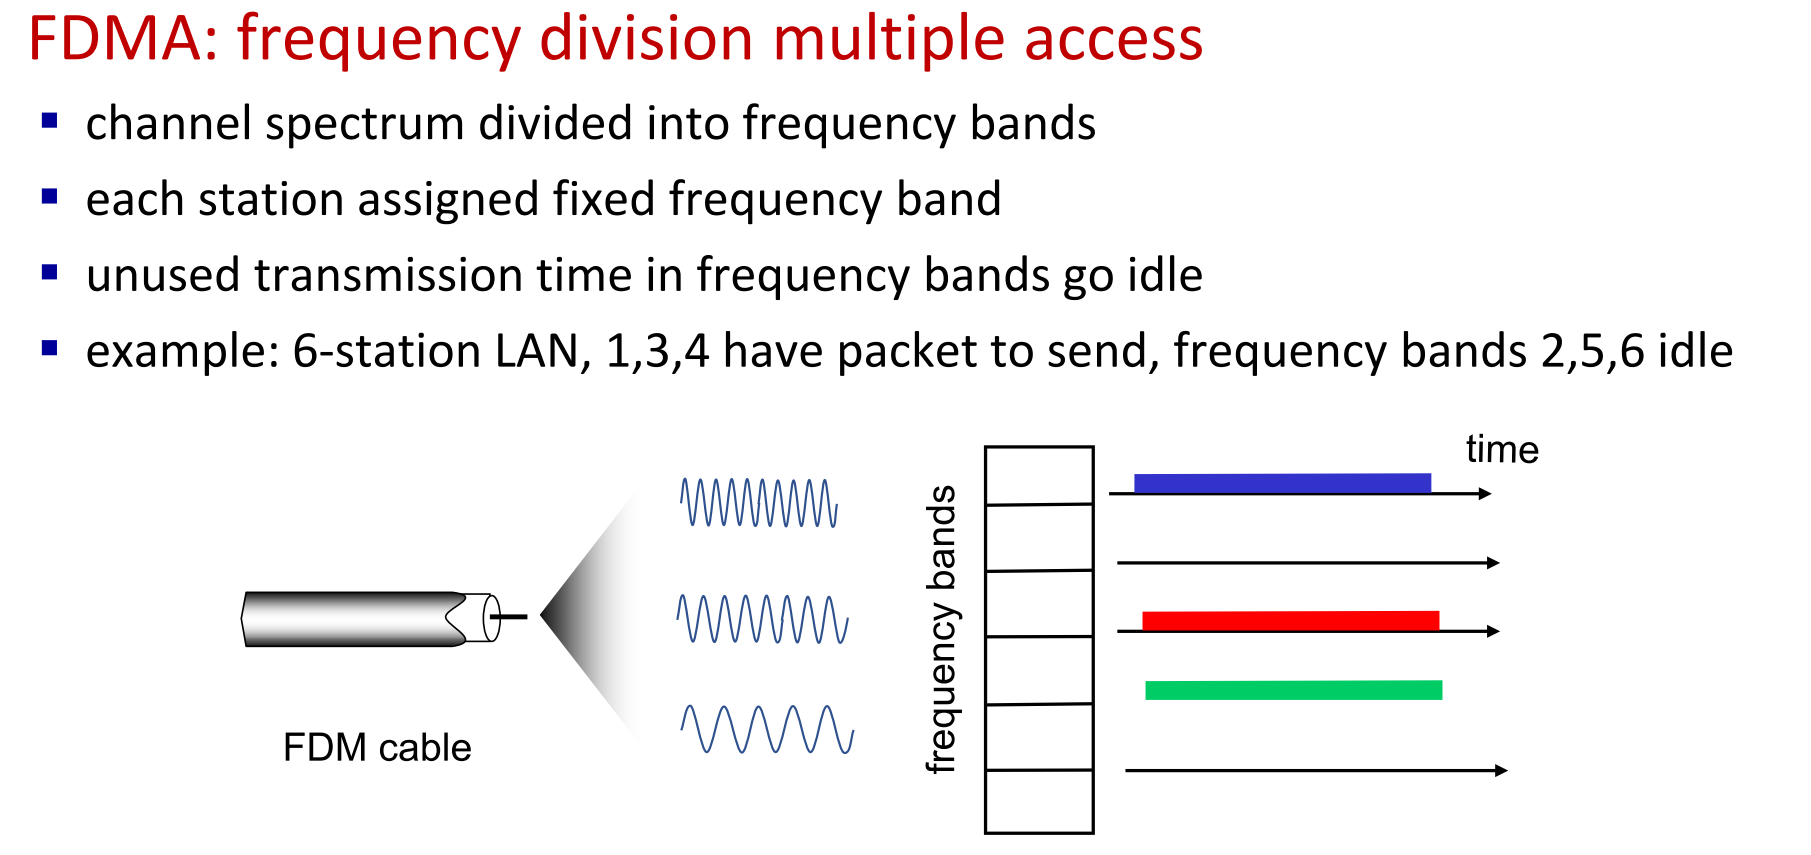 FDMA: frequency division multiple access
channel spectrum divided into frequency bands
each station assigned fixed frequency band
unused transmission time in frequency bands go idle
example: 6-station LAN, 1,3,4 have packet to send, frequency bands 2,5,6 idle
FDM cable
frequency bands
time